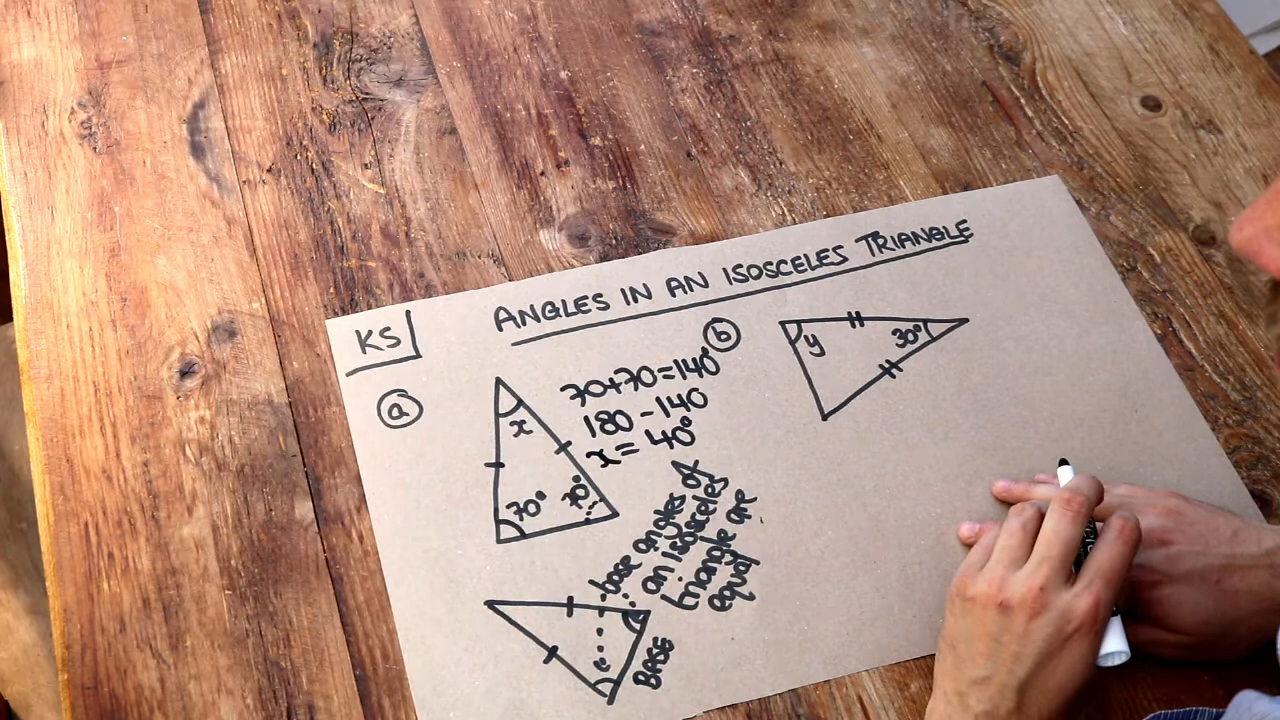 ANGLES IN AN ISOSCELES TRIANGLE
KS
a
x
70°
70°
70+70=140°
180-140
x=40°
base angles of
an isosceles
triangle are
equal
BASE
b
y
30°